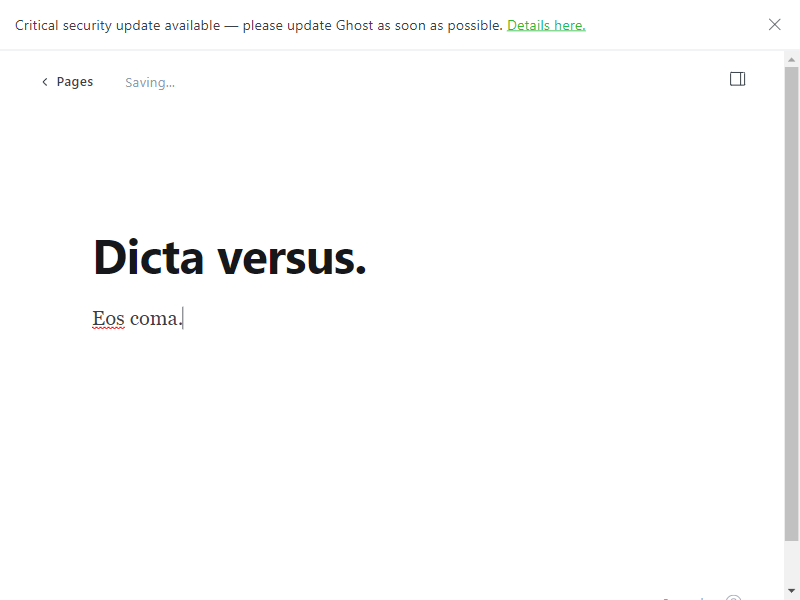 Critical security update available — please update Ghost as soon as possible. Details here.
Pages
Saving...
Dicta versus.
Eos coma.